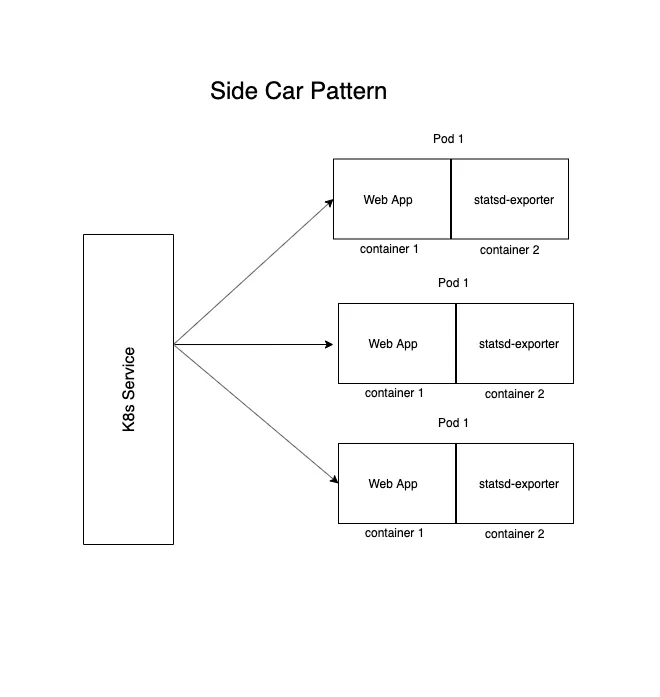 Side Car Pattern
Pod 1
Web App
statsd-exporter
container 1
container 2
Pod 1
K8s Service
Web App
statsd-exporter
container 1
container 2
Pod 1
Web App
statsd-exporter
container 1
container 2